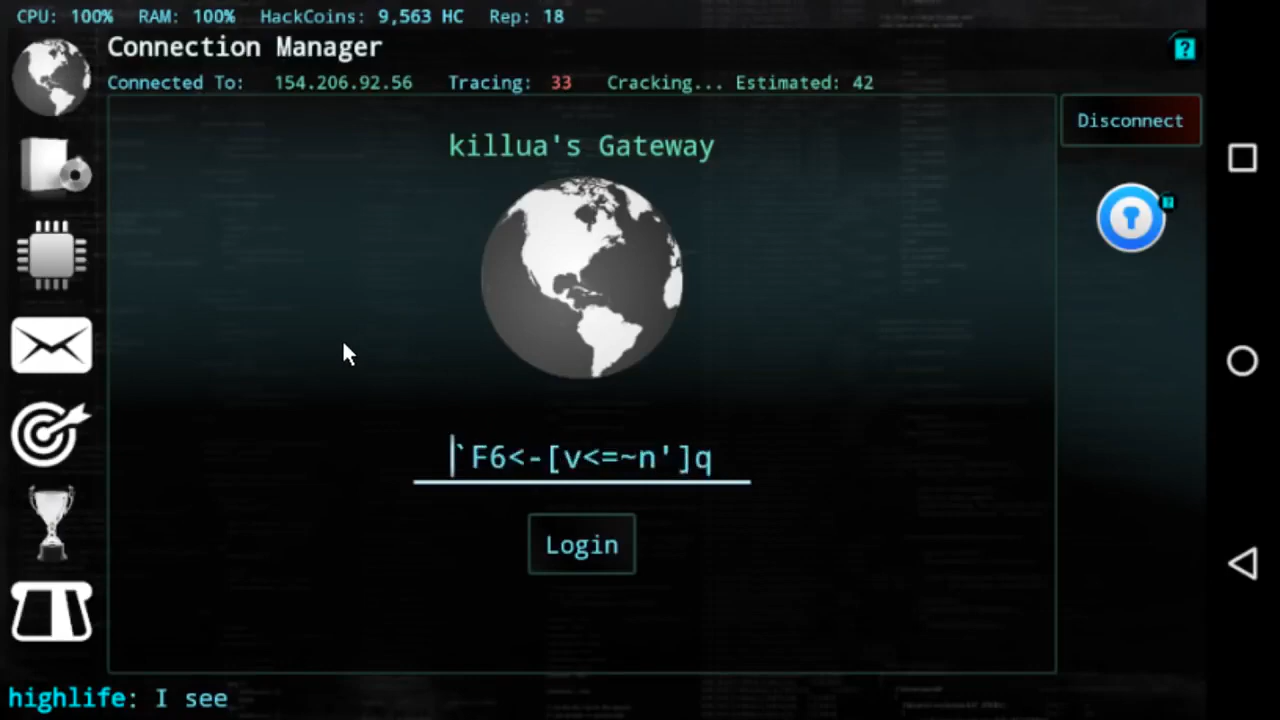 CPU: 100% RAM: 100% HackCoins: 9,563 HC Rep: 18
Connection Manager
?
Connected To: 154.206.92.56 Tracing: 33 Cracking... Estimated: 42
Disconnect
killua's Gateway
?
`F6<-[v<=~n']q
Login
highlife: I see